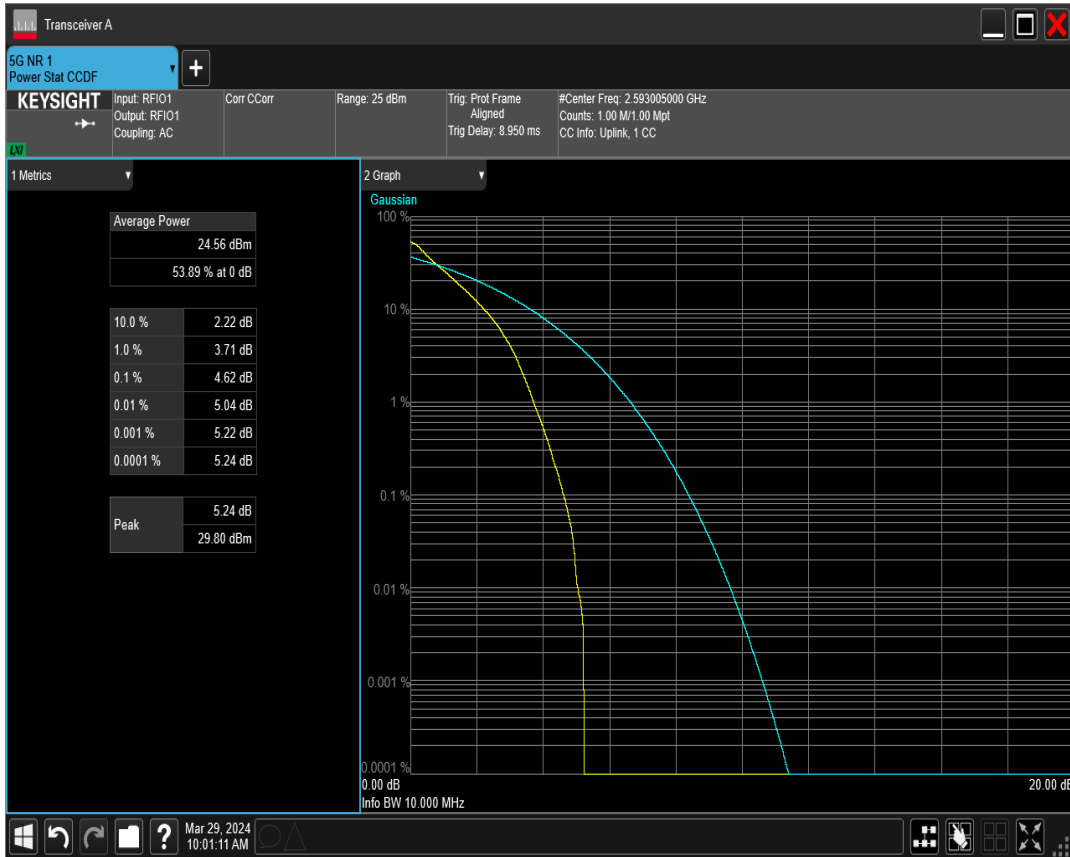 Transceiver A
5G NR 1
Power Stat CCDF
KEYSIGHT
LXI
Input: RFIO1
Output: RFIO1
Coupling: AC
Corr CCorr
Range: 25 dBm
Trig: Prot Frame
Aligned
Trig Delay: 8.950 ms
#Center Freq: 2.593005000 GHz
Counts: 1.00 M/1.00 Mpt
CC Info: Uplink, 1 CC
1 Metrics
Average Power
24.56 dBm
53.89 % at 0 dB
10.0 % 2.22 dB
1.0 % 3.71 dB
0.1 % 4.62 dB
0.01 % 5.04 dB
0.001 % 5.22 dB
0.0001 % 5.24 dB
Peak
5.24 dB
29.80 dBm
2 Graph
Gaussian
100 %
10 %
1 %
0.1 %
0.01 %
0.001 %
0.0001 %
0.00 dB 20.00 dB
Info BW 10.000 MHz
?
Mar 29, 2024
10:01:11 AM